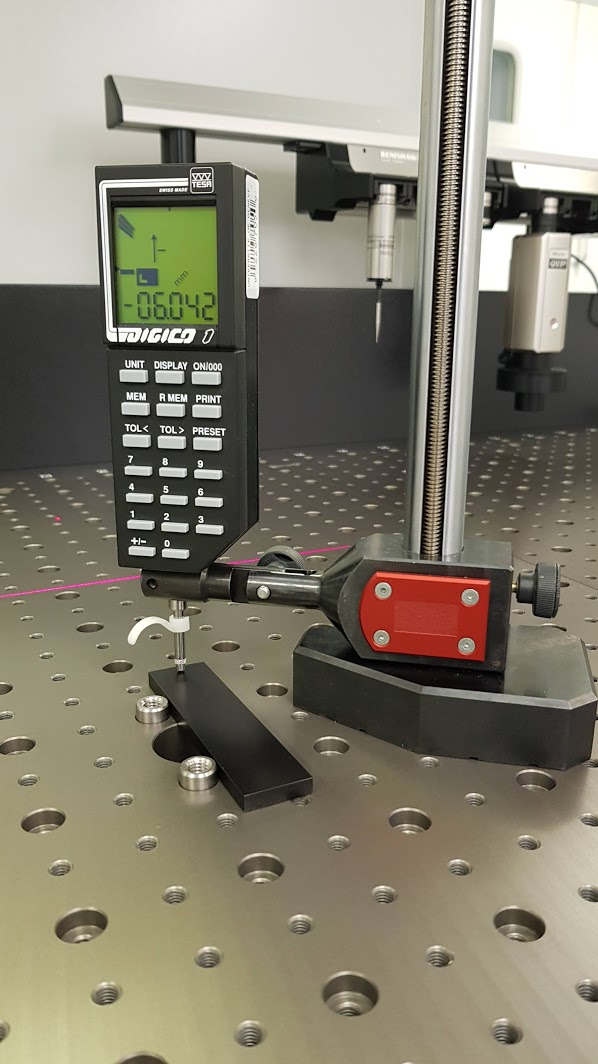 TESA
SWISS MADE
mm
-06.042
DIGICO 1
UNIT DISPLAY ON/000
MEM R MEM PRINT
TOL < TOL > PRESET
7 8 9
4 5 6
1 2 3
+/− 0
QVP